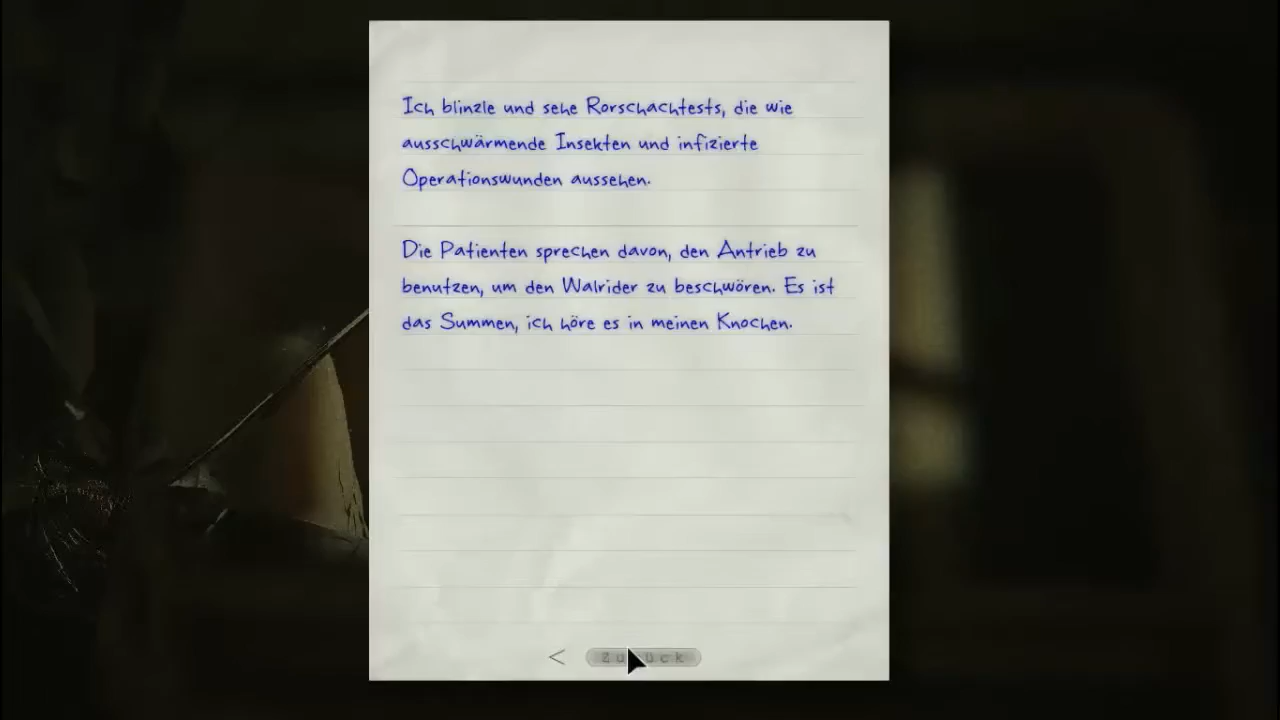 Ich blinzle und sehe Rorschachtests, die wie
ausschwärmende Insekten und infizierte
Operationswunden aussehen.
Die Patienten sprechen davon, den Antrieb zu
benutzen, um den Walrider zu beschwören. Es ist
das Summen, ich höre es in meinen Knochen.
< Zurück